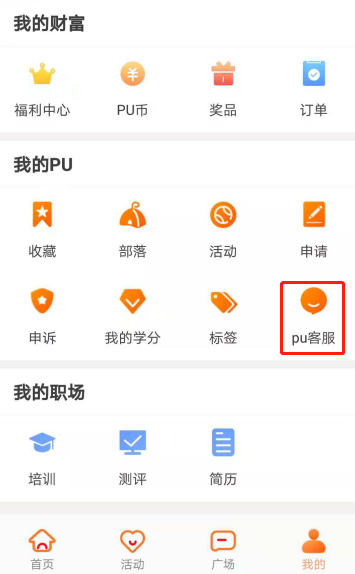 我的财富
福利中心 PU币 奖品 订单
我的PU
收藏 部落 活动 申请
申诉 我的学分 标签 pu客服
我的职场
培训 测评 简历
首页 活动 广场 我的